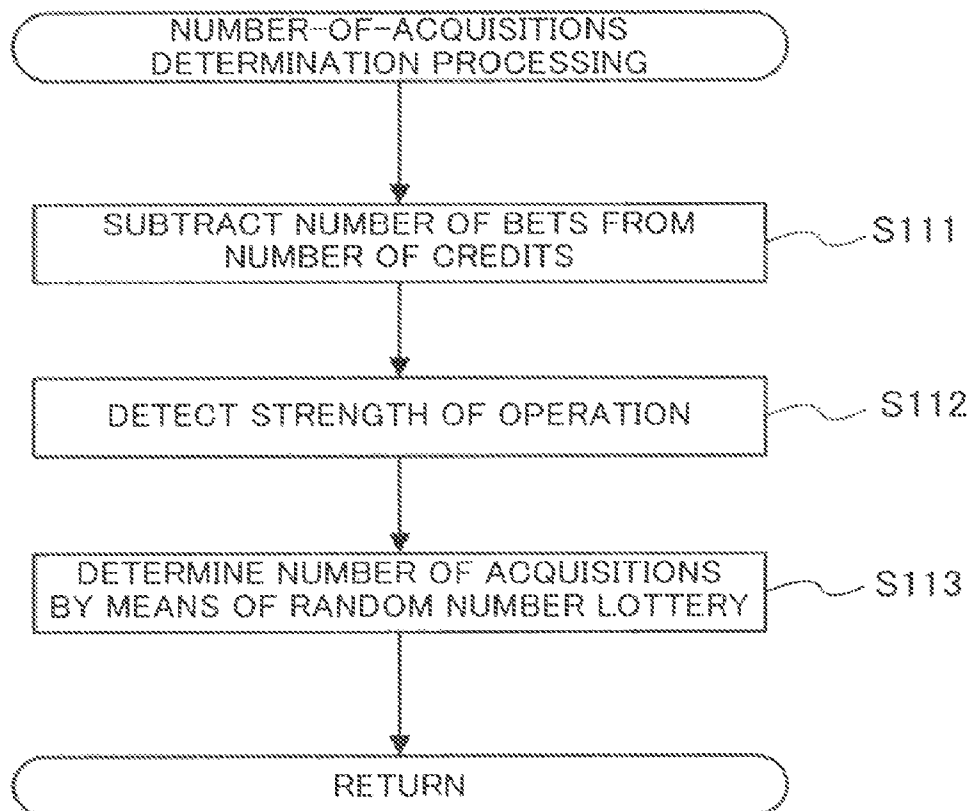 NUMBER-OF-ACQUISITIONS
DETERMINATION PROCESSING
SUBTRACT NUMBER OF BETS FROM
NUMBER OF CREDITS
S111
DETECT STRENGTH OF OPERATION
S112
DETERMINE NUMBER OF ACQUISITIONS
BY MEANS OF RANDOM NUMBER LOTTERY
S113
RETURN